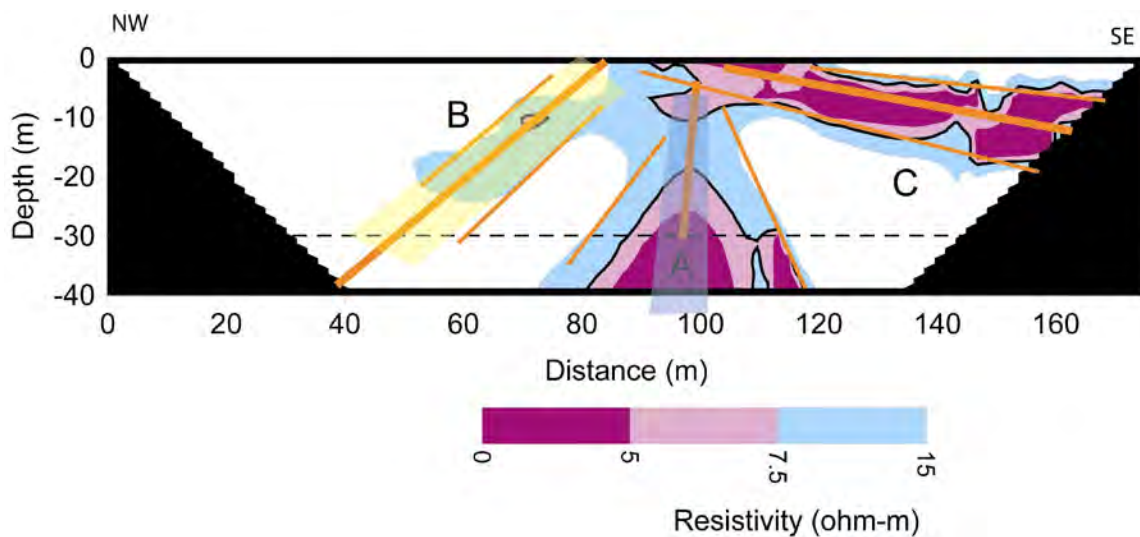 NW
SE
0
-10
-20
-30
-40
Depth (m)
B
C
A
0 20 40 60 80 100 120 140 160
Distance (m)
0 5 7.5 15
Resistivity (ohm-m)